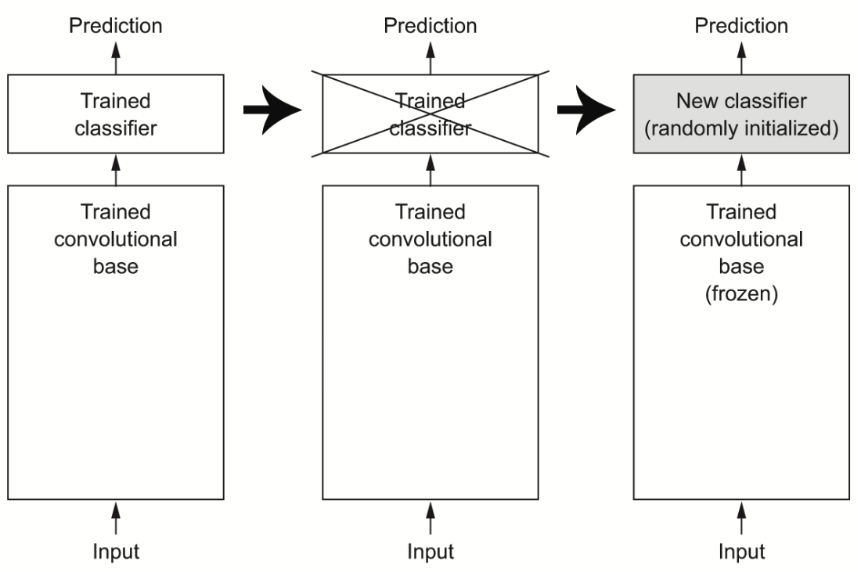 Prediction
Trained
classifier
Trained
convolutional
base
Input
Prediction
Trained
classifier
Trained
convolutional
base
Input
Prediction
New classifier
(randomly initialized)
Trained
convolutional
base
(frozen)
Input